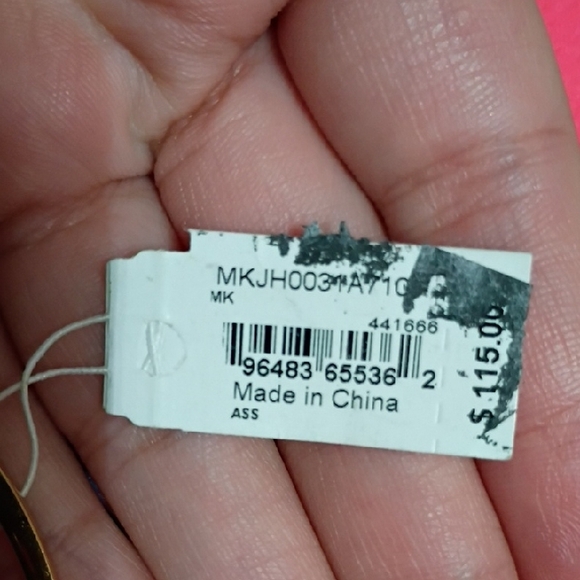 MKJH0031A710
MK
441666
96483 65536 2
Made in China
ASS
$ 115.00